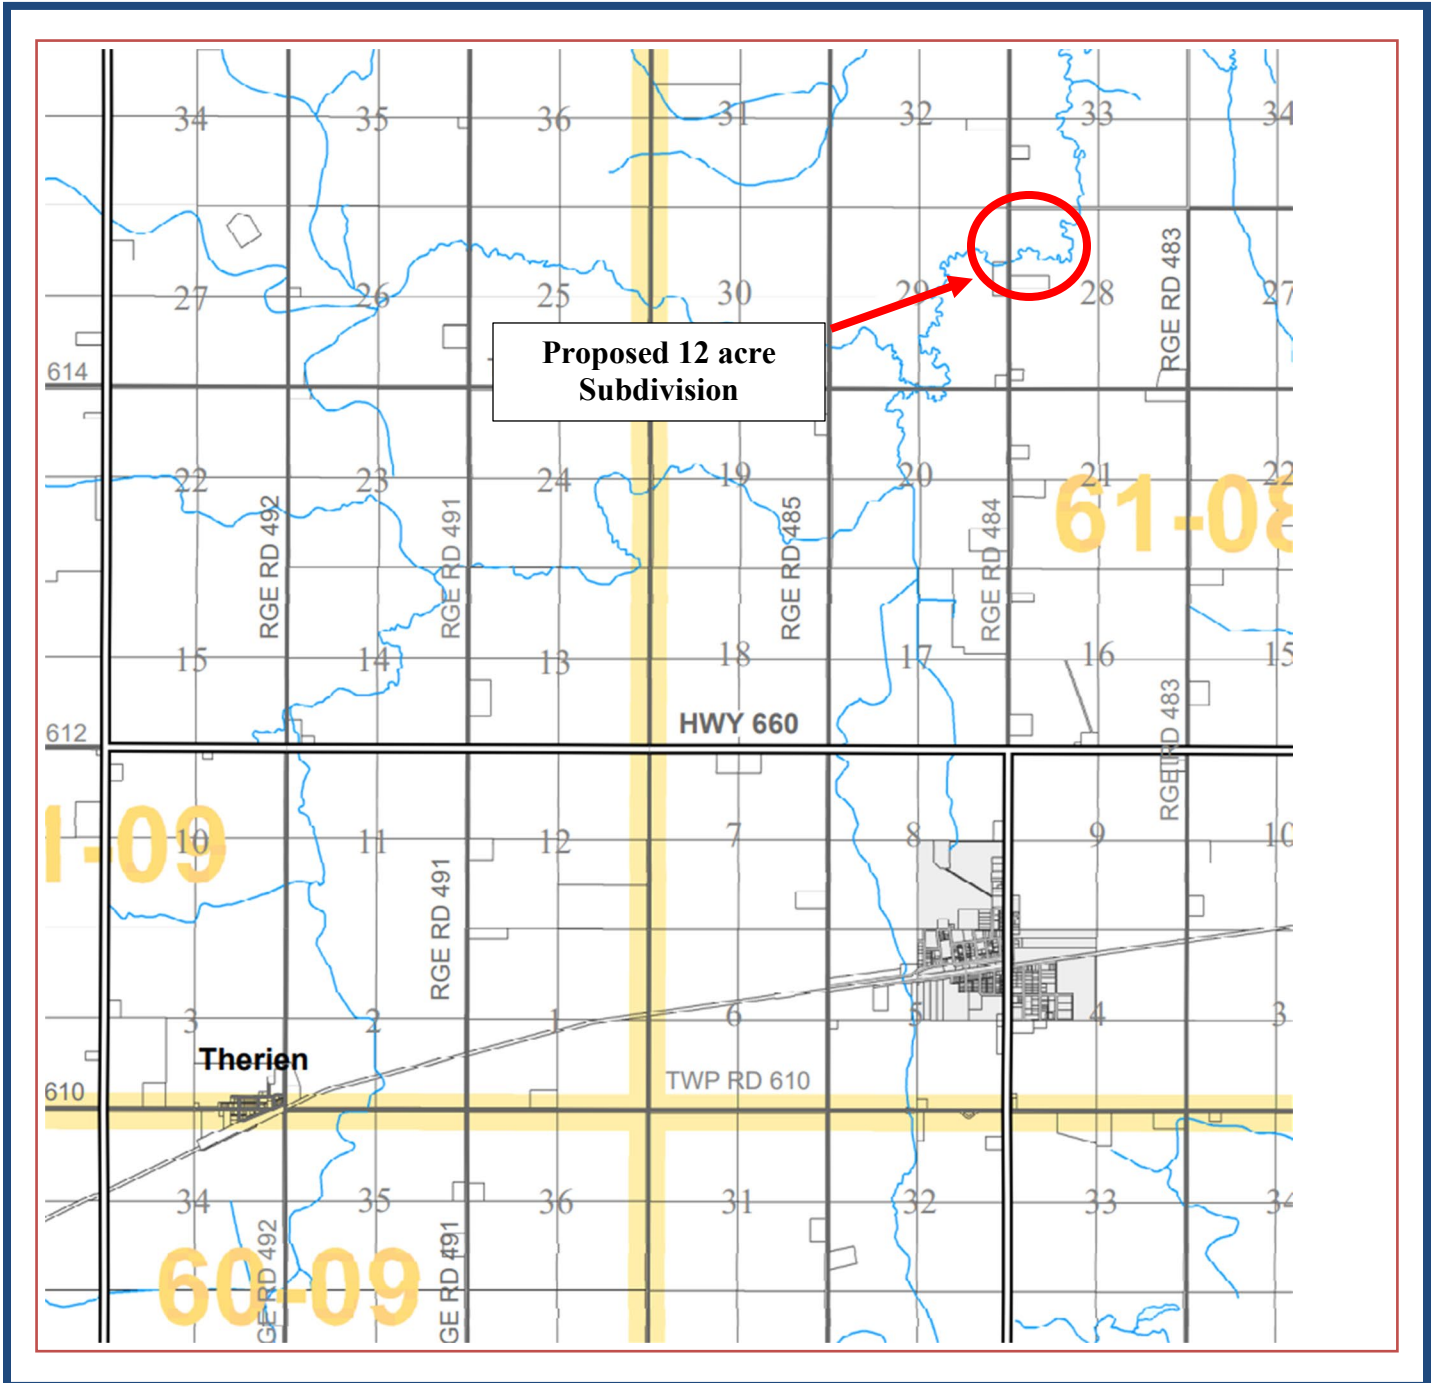 34 35 36 31 32 33 34
RGE RD 483
27 26 25 30 29 28 27
Proposed 12 acre
Subdivision
614
22 23 24 19 20 21 22
61-08
RGE RD 492
RGE RD 491
RGE RD 485
RGE RD 484
15 14 13 18 17 16 15
HWY 660
612
RGE RD 483
1-09
10 11 12 7 8 9 10
RGE RD 491
3 2 1 6 5 4 3
Therien
610
TWP RD 610
34 35 36 31 32 33 34
60-09
GE RD 492
GE RD 491